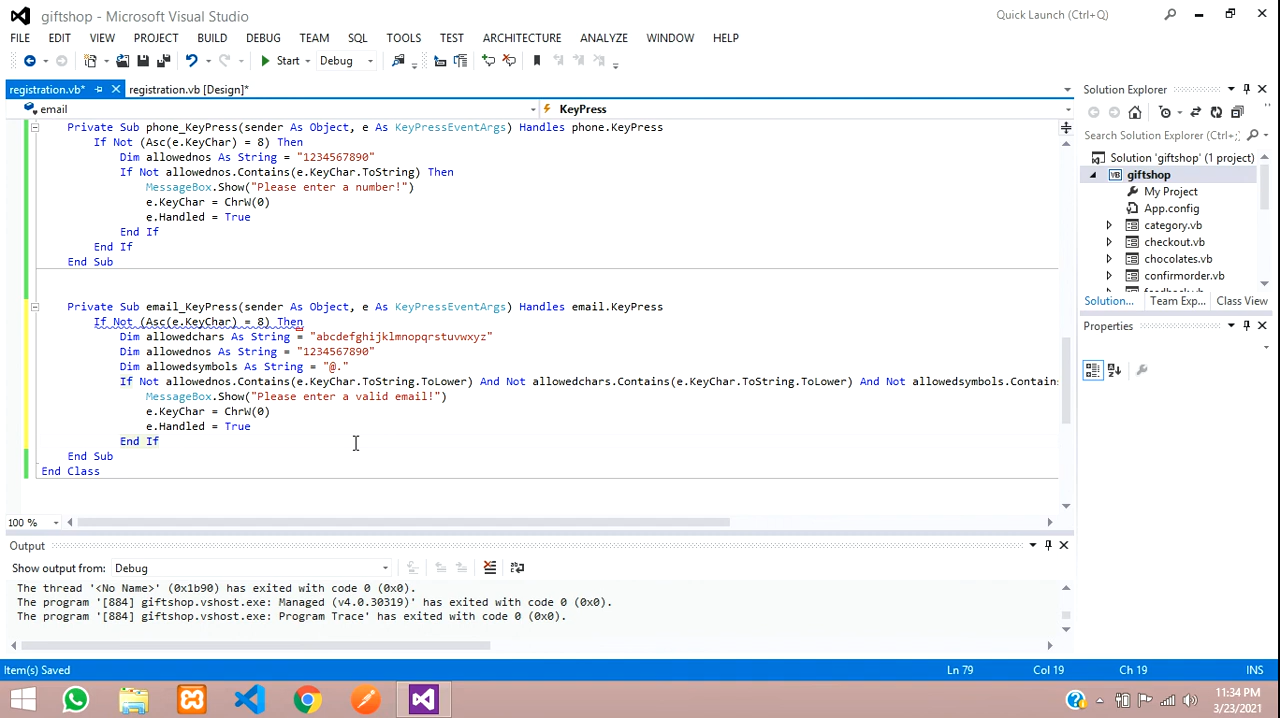 giftshop - Microsoft Visual Studio
Quick Launch (Ctrl+Q)
FILE EDIT VIEW PROJECT BUILD DEBUG TEAM SQL TOOLS TEST ARCHITECTURE ANALYZE WINDOW HELP
Start Debug
registration.vb* registration.vb [Design]*
email KeyPress
Private Sub phone_KeyPress(sender As Object, e As KeyPressEventArgs) Handles phone.KeyPress
If Not (Asc(e.KeyChar) = 8) Then
Dim allowednos As String = "1234567890"
If Not allowednos.Contains(e.KeyChar.ToString) Then
MessageBox.Show("Please enter a number!")
e.KeyChar = ChrW(0)
e.Handled = True
End If
End If
End Sub
Private Sub email_KeyPress(sender As Object, e As KeyPressEventArgs) Handles email.KeyPress
If Not (Asc(e.KeyChar) = 8) Then
Dim allowedchars As String = "abcdefghijklmnopqrstuvwxyz"
Dim allowednos As String = "1234567890"
Dim allowedsymbols As String = "@."
If Not allowednos.Contains(e.KeyChar.ToString.ToLower) And Not allowedchars.Contains(e.KeyChar.ToString.ToLower) And Not allowedsymbols.Contains
MessageBox.Show("Please enter a valid email!")
e.KeyChar = ChrW(0)
e.Handled = True
End If
End Sub
End Class
100 %
Output
Show output from: Debug
The thread '<No Name>' (0x1b90) has exited with code 0 (0x0).
The program '[884] giftshop.vshost.exe: Managed (v4.0.30319)' has exited with code 0 (0x0).
The program '[884] giftshop.vshost.exe: Program Trace' has exited with code 0 (0x0).
Solution Explorer
Search Solution Explorer (Ctrl+;)
Solution 'giftshop' (1 project)
giftshop
My Project
App.config
category.vb
checkout.vb
chocolates.vb
confirmorder.vb
Solution... Team Exp... Class View
Properties
Item(s) Saved Ln 79 Col 19 Ch 19 INS
11:34 PM
3/23/2021